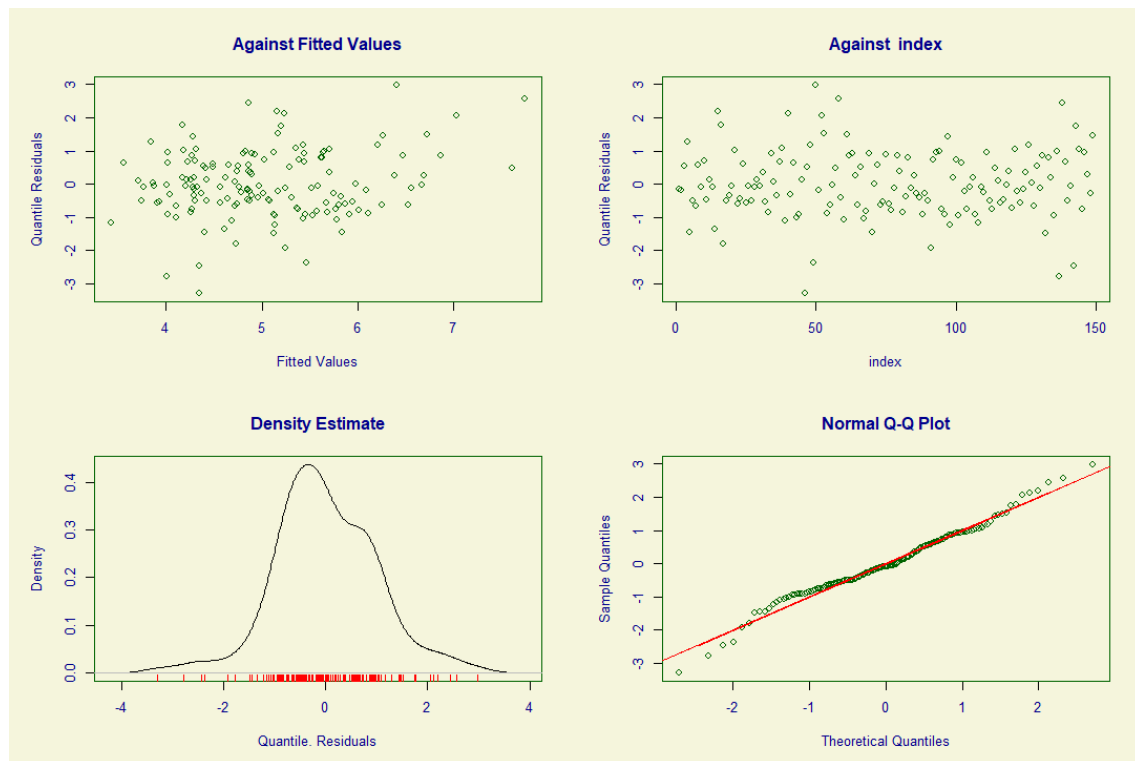 Against Fitted Values
Quantile Residuals
3
2
1
0
-1
-2
-3
4 5 6 7
Fitted Values
Against index
Quantile Residuals
3
2
1
0
-1
-2
-3
0 50 100 150
index
Density Estimate
Density
0.4
0.3
0.2
0.1
0.0
-4 -2 0 2 4
Quantile. Residuals
Normal Q-Q Plot
Sample Quantiles
3
2
1
0
-1
-2
-3
-2 -1 0 1 2
Theoretical Quantiles